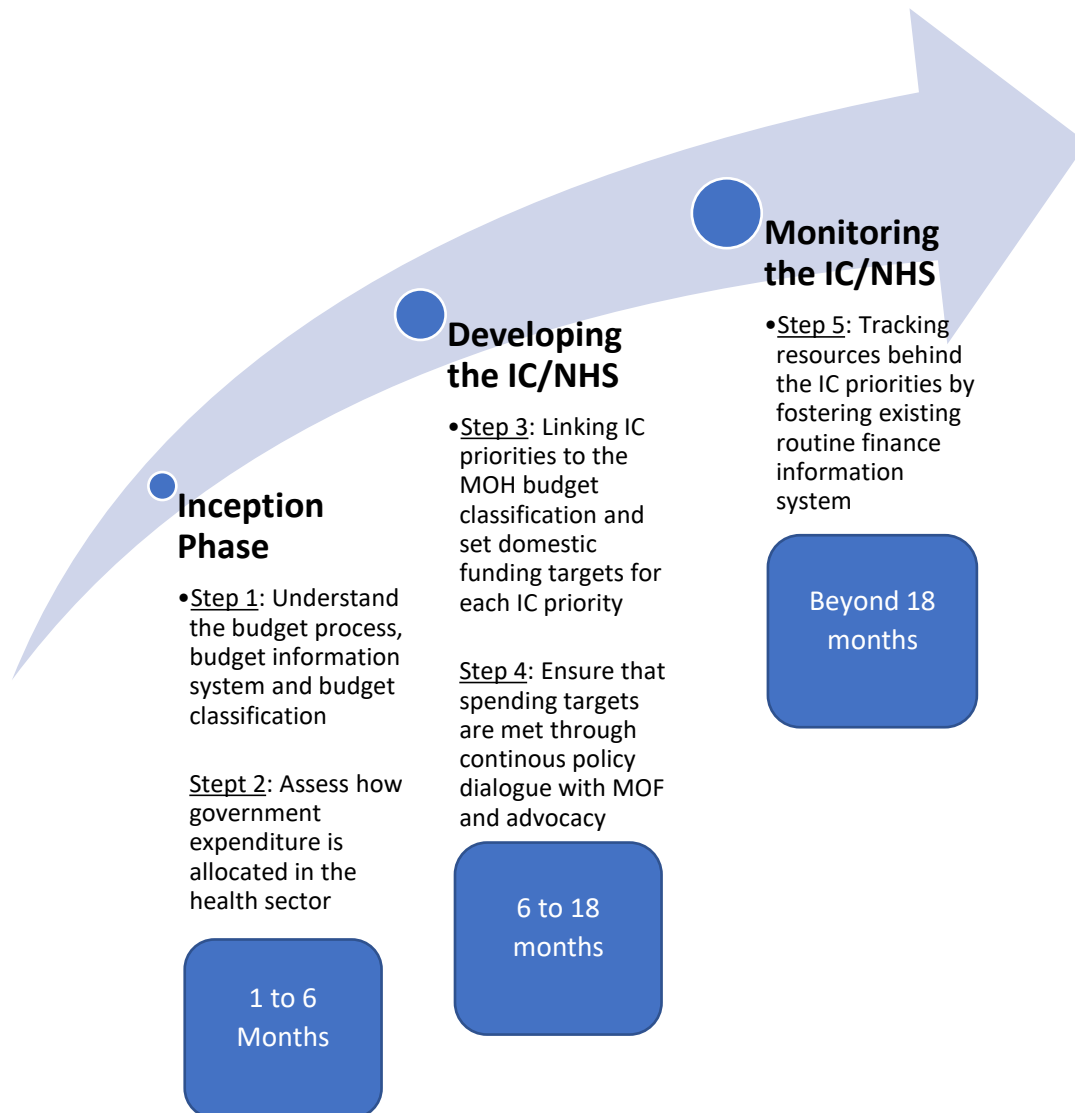 Inception
Phase
•Step 1: Understand
the budget process,
budget information
system and budget
classification
Stept 2: Assess how
government
expenditure is
allocated in the
health sector
1 to 6
Months
Developing
the IC/NHS
•Step 3: Linking IC
priorities to the
MOH budget
classification and
set domestic
funding targets for
each IC priority
Step 4: Ensure that
spending targets
are met through
continous policy
dialogue with MOF
and advocacy
6 to 18
months
Monitoring
the IC/NHS
•Step 5: Tracking
resources behind
the IC priorities by
fostering existing
routine finance
information
system
Beyond 18
months